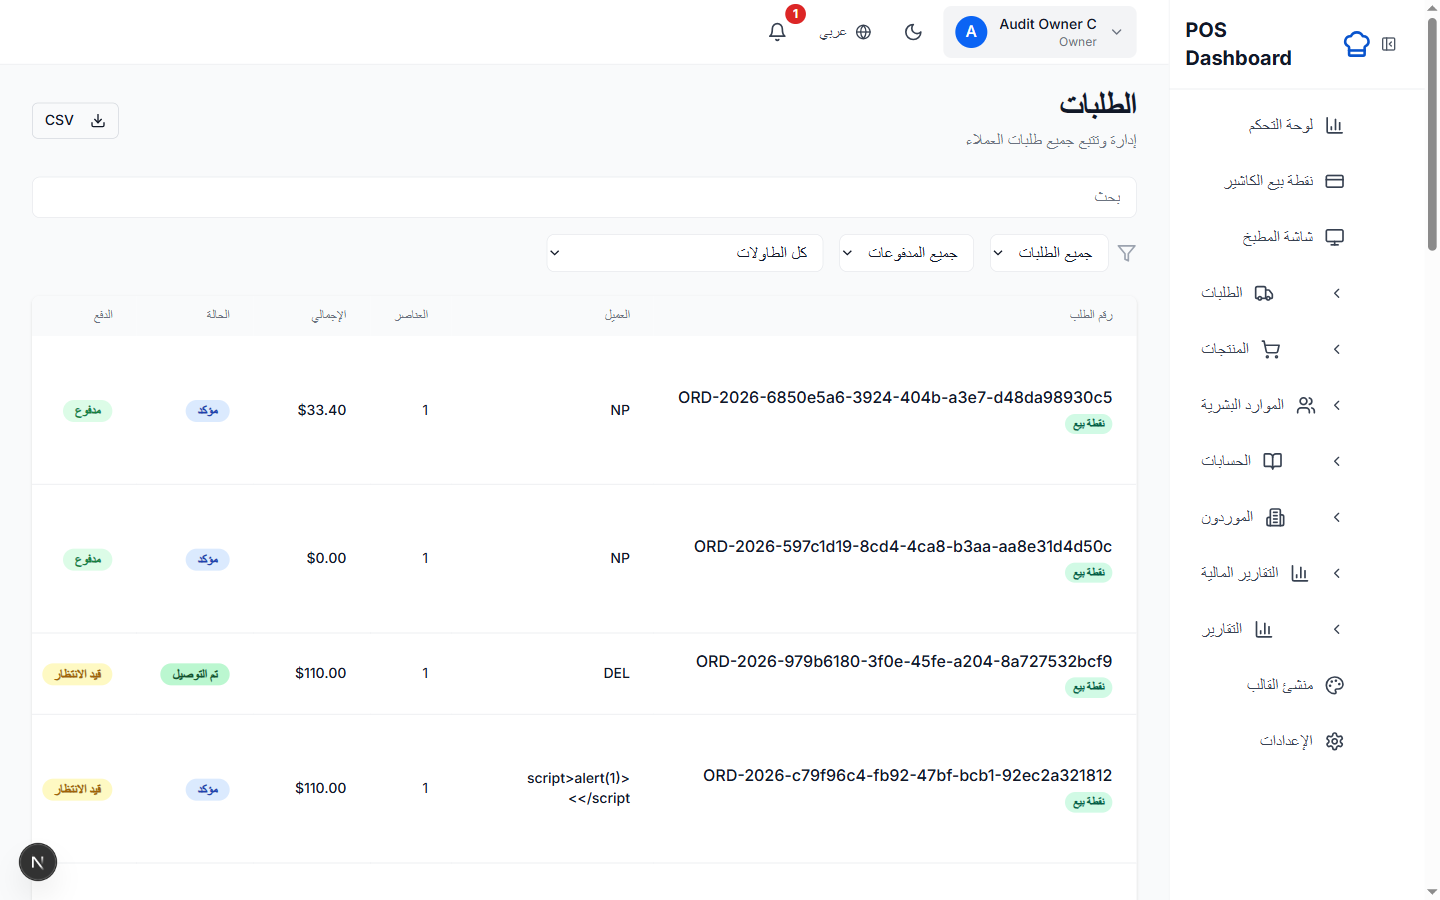 POS
Dashboard
لوحة التحكم
نقطة بيع الكاشير
شاشة المطبخ
الطلبات
المنتجات
الموارد البشرية
الحسابات
الموردون
التقارير المالية
التقارير
منشئ القالب
الإعدادات
Audit Owner C
Owner
A
عربي
1
الطلبات
إدارة وتتبع جميع طلبات العملاء
CSV
بحث
جميع الطلبات
جميع المدفوعات
كل الطاولات
رقم الطلب العميل العناصر الإجمالي الحالة الدفع
ORD-2026-6850e5a6-3924-404b-a3e7-d48da98930c5 NP 1 $33.40 مؤكد مدفوع
نقطة بيع
ORD-2026-597c1d19-8cd4-4ca8-b3aa-aa8e31d4d50c NP 1 $0.00 مؤكد مدفوع
نقطة بيع
ORD-2026-979b6180-3f0e-45fe-a204-8a727532bcf9 DEL 1 $110.00 تم التوصيل قيد الانتظار
نقطة بيع
ORD-2026-c79f96c4-fb92-47bf-bcb1-92ec2a321812 script>alert(1)> 1 $110.00 مؤكد قيد الانتظار
<</script
نقطة بيع
N